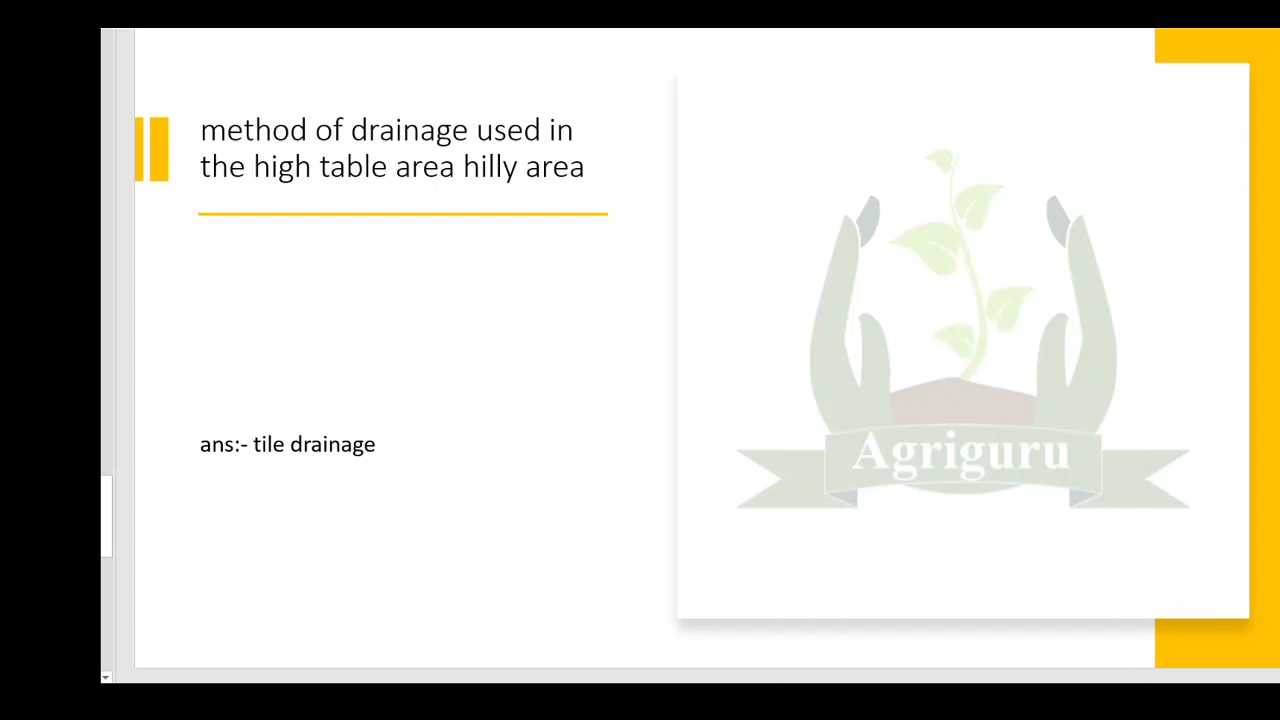 method of drainage used in
the high table area hilly area
ans:- tile drainage
Agriguru